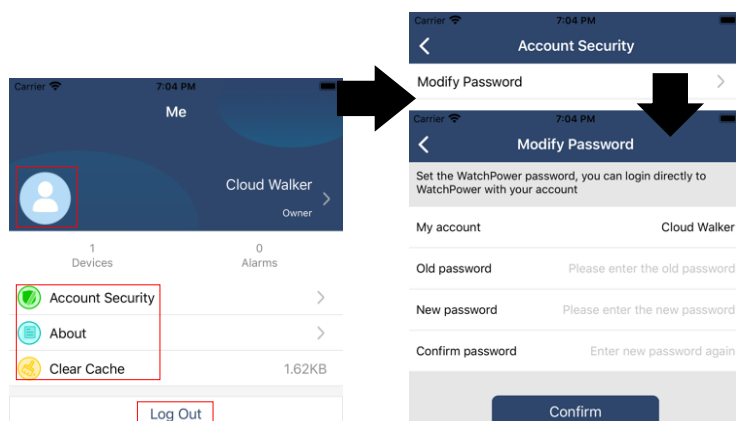 Carrier 7:04 PM
Me
Cloud Walker
Owner
1 0
Devices Alarms
Account Security
About
Clear Cache 1.62KB
Log Out
Carrier 7:04 PM
Account Security
Modify Password
Carrier 7:04 PM
Modify Password
Set the WatchPower password, you can login directly to
WatchPower with your account
My account Cloud Walker
Old password Please enter the old password
New password Please enter the new password
Confirm password Enter new password again
Confirm